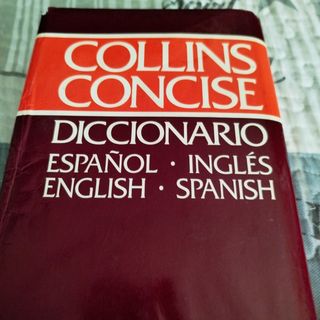 COLLINS
CONCISE
DICCIONARIO
ESPAÑOL · INGLÉS
ENGLISH · SPANISH